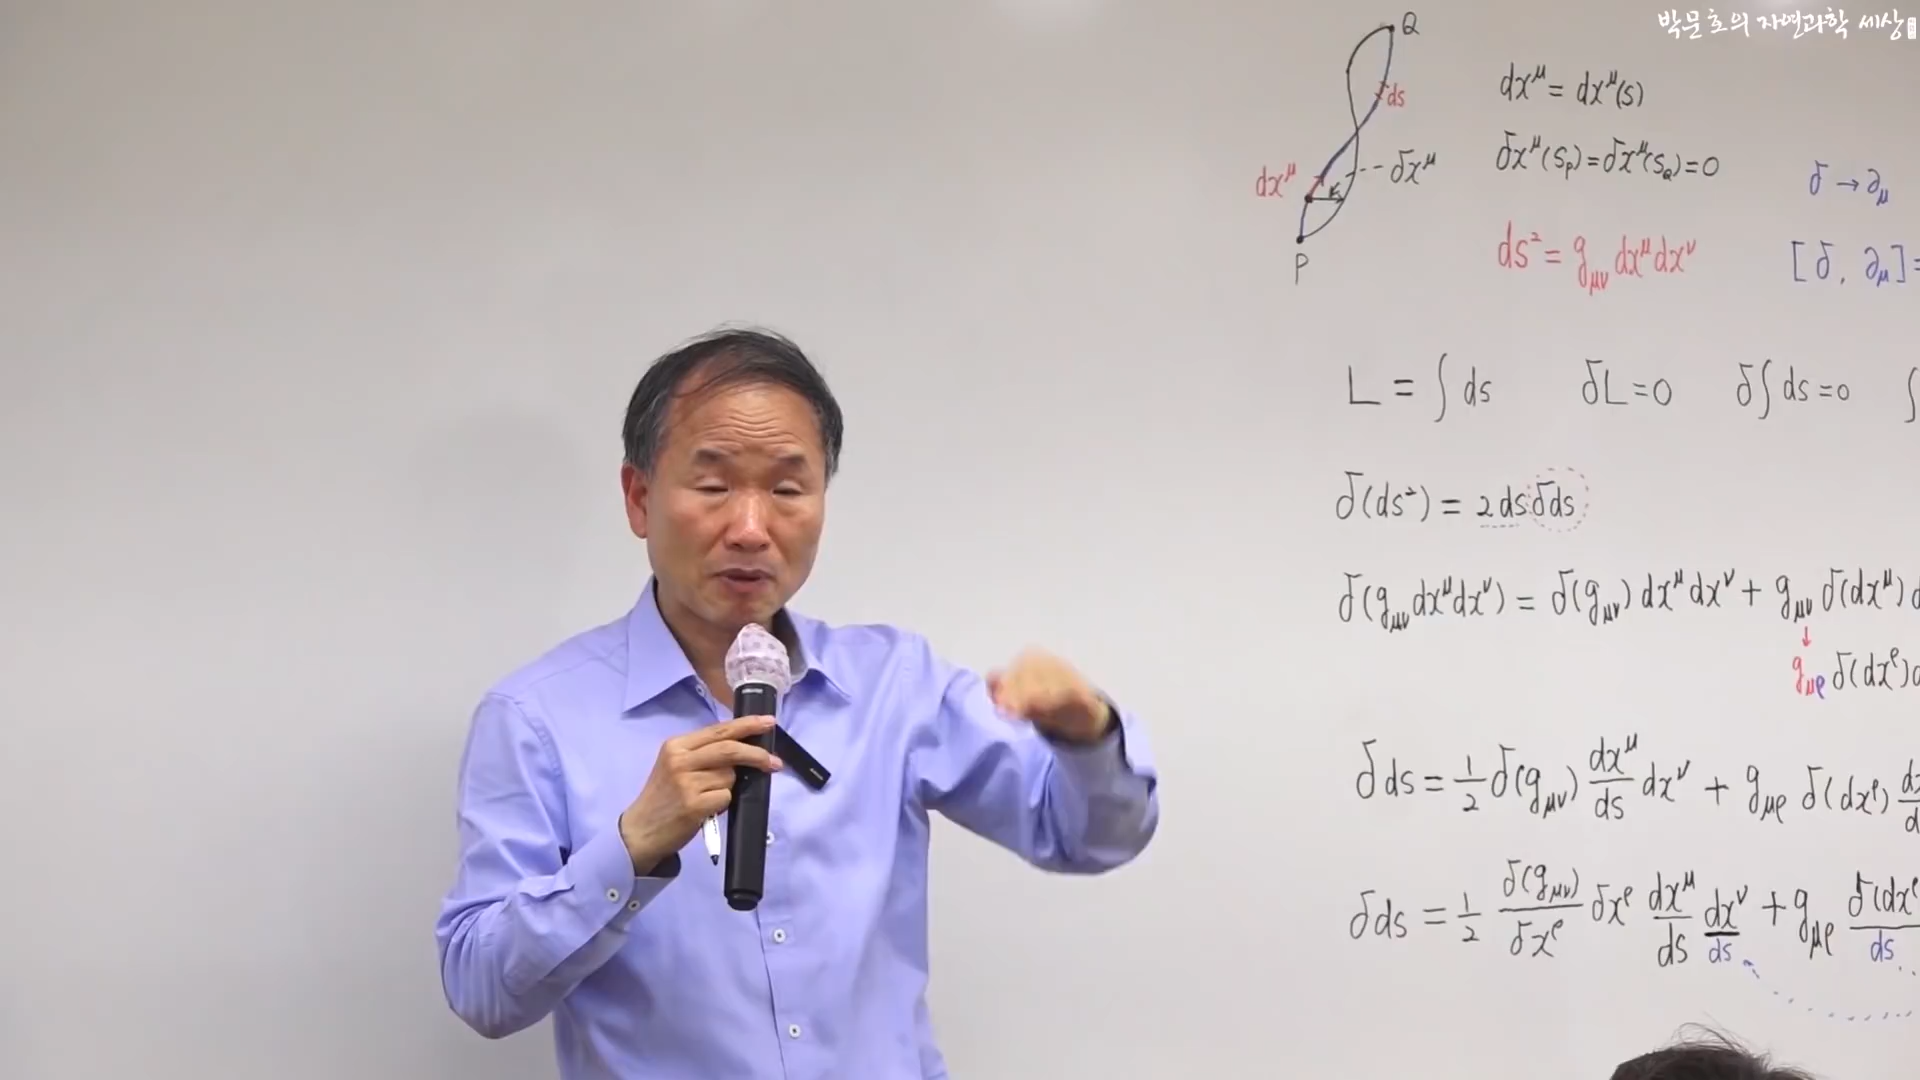 박문호의 자연과학 세상
Q
ds
dx^μ
δx^μ
P
dx^μ = dx^μ(s)
δx^μ(s_P) = δx^μ(s_Q) = 0
δ → ∂_μ
ds² = g_μν dx^μ dx^ν
[δ, ∂_μ] =
L = ∫ ds δL = 0 δ∫ ds = 0 ∫
δ(ds²) = 2ds δds
δ(g_μν dx^μ dx^ν) = δ(g_μν) dx^μ dx^ν + g_μν δ(dx^μ) d
↓
g_μρ δ(dx^ρ) d
δds = 1/2 δ(g_μν) dx^μ/ds dx^ν + g_μρ δ(dx^ρ) dx/d
δds = 1/2 δ(g_μν)/δx^ρ δx^ρ dx^μ/ds dx^ν/ds + g_μρ δ(dx^ρ/ds